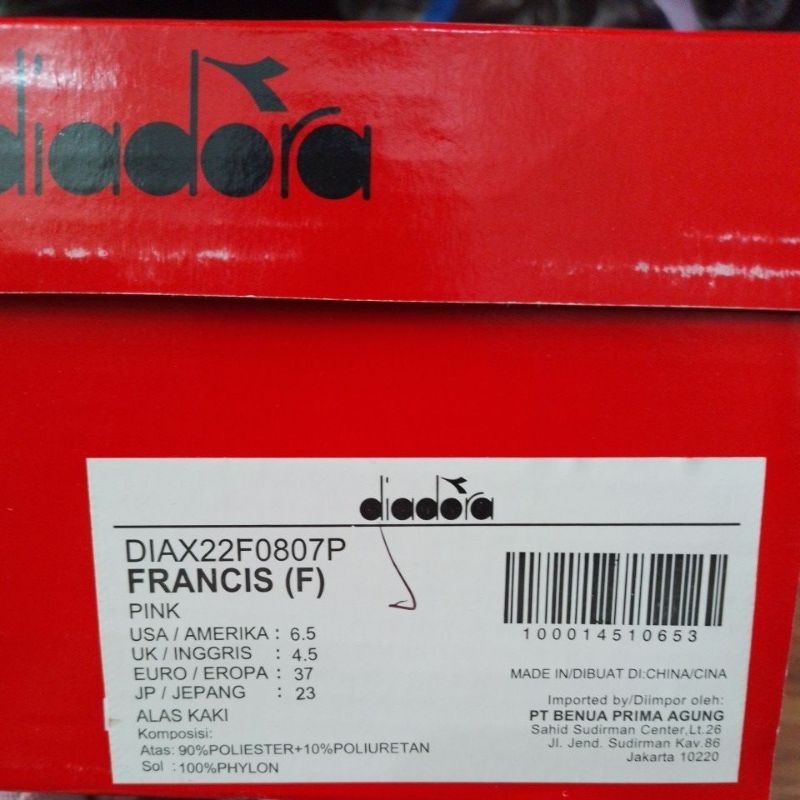 diadora
diadora
DIAX22F0807P
FRANCIS (F)
PINK
USA / AMERIKA : 6.5
UK / INGGRIS : 4.5
EURO / EROPA : 37
JP / JEPANG : 23
ALAS KAKI
Komposisi:
Atas: 90%POLIESTER+10%POLIURETAN
Sol : 100%PHYLON
100014510653
MADE IN/DIBUAT DI:CHINA/CINA
Imported by/Diimpor oleh:
PT BENUA PRIMA AGUNG
Sahid Sudirman Center,Lt.26
Jl. Jend. Sudirman Kav.86
Jakarta 10220